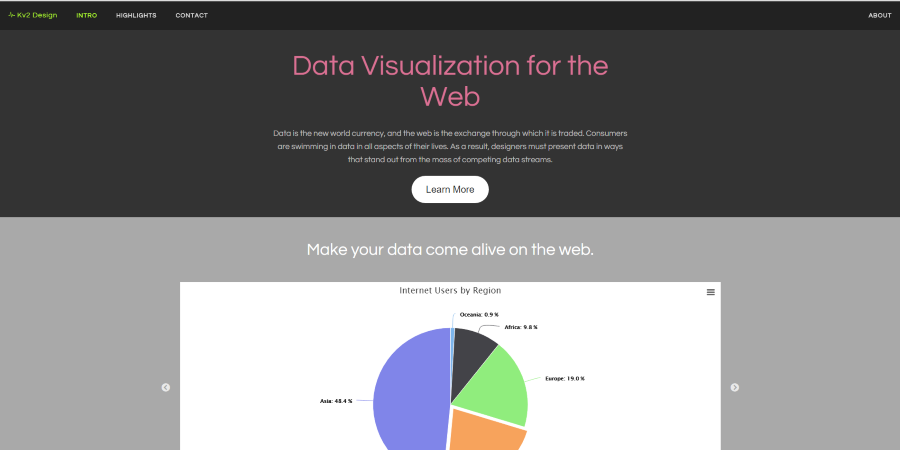 Kv2 Design INTRO HIGHLIGHTS CONTACT ABOUT
Data Visualization for the
Web
Data is the new world currency, and the web is the exchange through which it is traded. Consumers
are swimming in data in all aspects of their lives. As a result, designers must present data in ways
that stand out from the mass of competing data streams.
Learn More
Make your data come alive on the web.
Internet Users by Region
Oceania: 0.9 %
Africa: 9.8 %
Europe: 19.0 %
Asia: 48.4 %